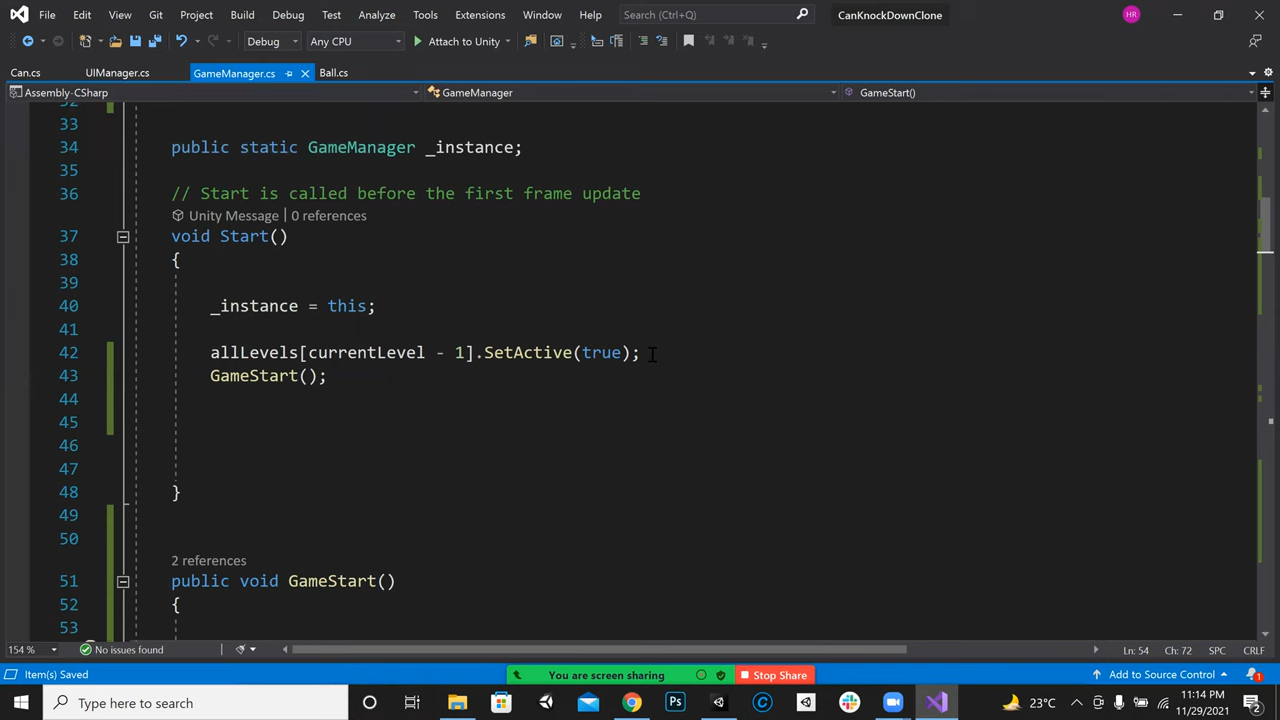 File Edit View Git Project Build Debug Test Analyze Tools Extensions Window Help Search (Ctrl+Q) CanKnockDownClone HR
Debug Any CPU Attach to Unity
Can.cs UIManager.cs GameManager.cs Ball.cs
Assembly-CSharp GameManager GameStart()
32
33
34 public static GameManager _instance;
35
36 // Start is called before the first frame update
Unity Message | 0 references
37 void Start()
38 {
39
40 _instance = this;
41
42 allLevels[currentLevel - 1].SetActive(true);
43 GameStart();
44
45
46
47
48 }
49
50
2 references
51 public void GameStart()
52 {
53
154 % No issues found Ln: 54 Ch: 72 SPC CRLF
Item(s) Saved You are screen sharing Stop Share Add to Source Control 1
Type here to search 23°C 11:14 PM
11/29/2021 2